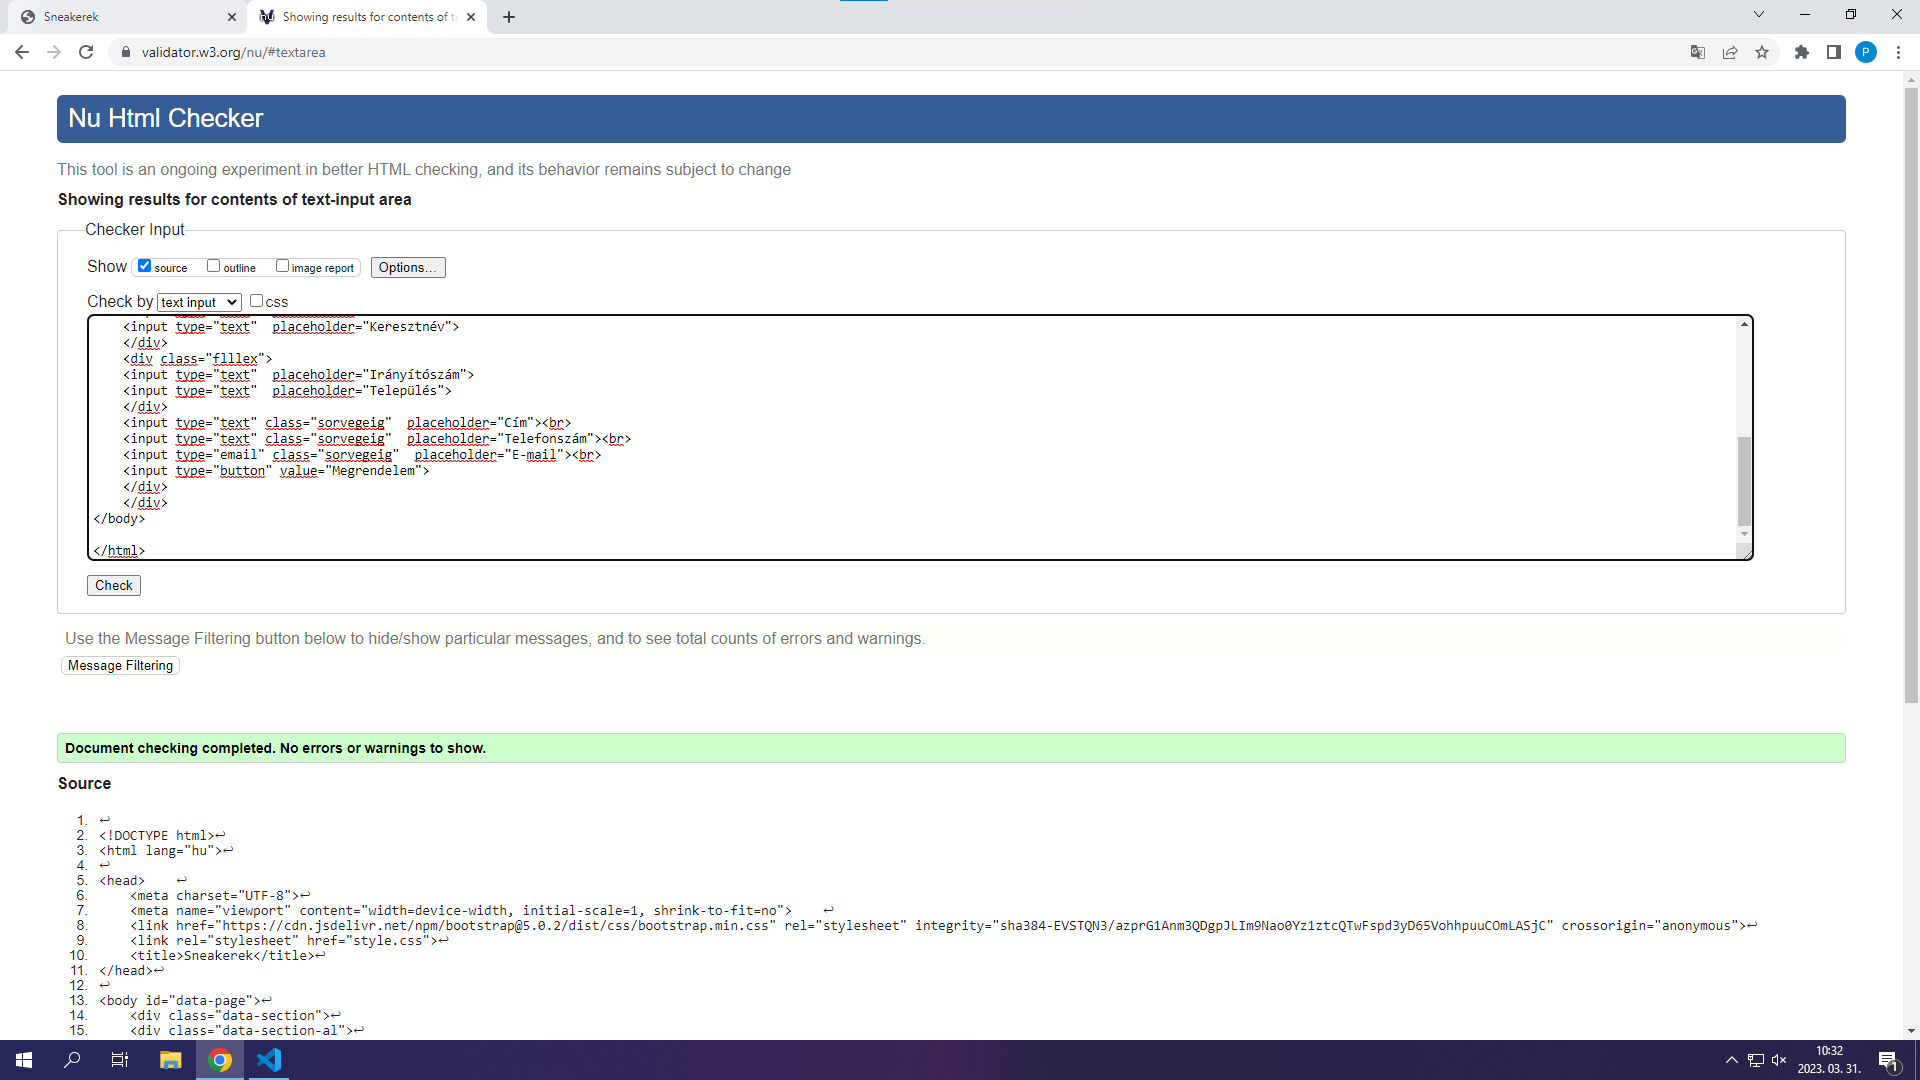 Sneakerek
Showing results for contents of te
validator.w3.org/nu/#textarea
P
Nu Html Checker
This tool is an ongoing experiment in better HTML checking, and its behavior remains subject to change
Showing results for contents of text-input area
Checker Input
Show source outline image report Options...
Check by text input css
<input type="text"  placeholder="Keresztnév">
</div>
<div class="flllex">
<input type="text"  placeholder="Irányítószám">
<input type="text"  placeholder="Település">
</div>
<input type="text" class="sorvegeig"  placeholder="Cím"><br>
<input type="text" class="sorvegeig"  placeholder="Telefonszám"><br>
<input type="email" class="sorvegeig"  placeholder="E-mail"><br>
<input type="button" value="Megrendelem">
</div>
</div>
</body>
</html>
Check
Use the Message Filtering button below to hide/show particular messages, and to see total counts of errors and warnings.
Message Filtering
Document checking completed. No errors or warnings to show.
Source
1. ↩
2. <!DOCTYPE html>↩
3. <html lang="hu">↩
4. ↩
5. <head>    ↩
6. <meta charset="UTF-8">↩
7. <meta name="viewport" content="width=device-width, initial-scale=1, shrink-to-fit=no">    ↩
8. <link href="https://cdn.jsdelivr.net/npm/bootstrap@5.0.2/dist/css/bootstrap.min.css" rel="stylesheet" integrity="sha384-EVSTQN3/azprG1Anm3QDgpJLIm9Nao0Yz1ztcQTwFspd3yD65VohhpuuCOmLASjC" crossorigin="anonymous">↩
9. <link rel="stylesheet" href="style.css">↩
10. <title>Sneakerek</title>↩
11. </head>↩
12. ↩
13. <body id="data-page">↩
14. <div class="data-section">↩
15. <div class="data-section-al">↩
10:32
2023. 03. 31.
1